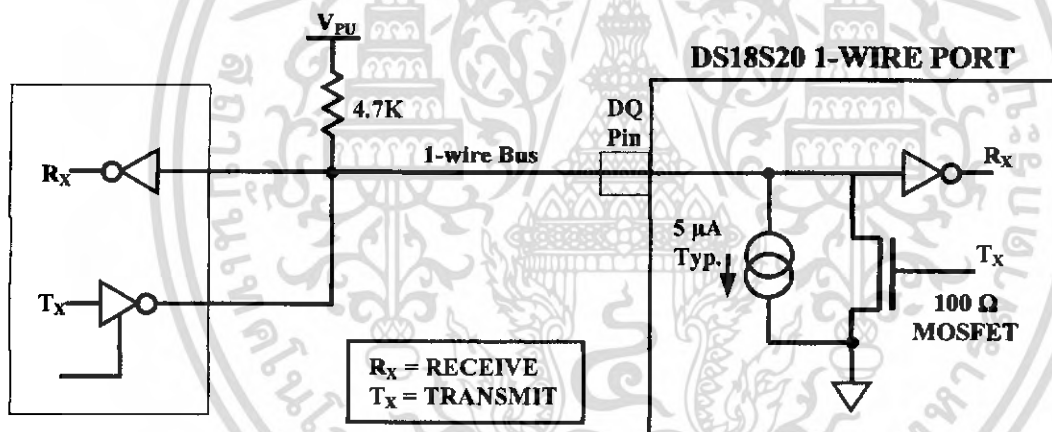 V_PU
4.7K
R_X
1-wire Bus
T_X
R_X = RECEIVE
T_X = TRANSMIT
DS18S20 1-WIRE PORT
DQ
Pin
R_X
5 µA
Typ.
T_X
100 Ω
MOSFET